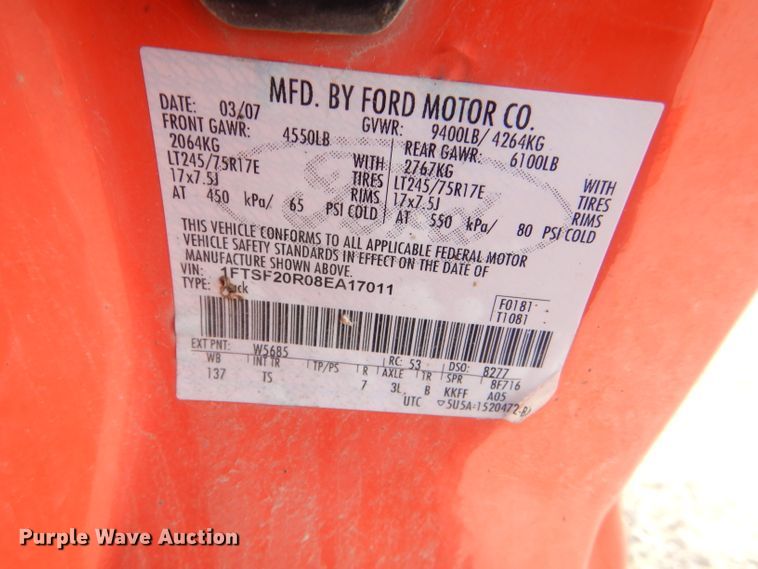 MFD. BY FORD MOTOR CO.
DATE: 03/07 GVWR: 9400LB/ 4264KG
FRONT GAWR: 4550LB REAR GAWR: 6100LB
2064KG WITH 2767KG WITH
LT245/75R17E TIRES LT245/75R17E TIRES
17x7.5J RIMS 17x7.5J RIMS
AT 450 kPa/ 65 PSI COLD AT 550 kPa/ 80 PSI COLD
THIS VEHICLE CONFORMS TO ALL APPLICABLE FEDERAL MOTOR
VEHICLE SAFETY STANDARDS IN EFFECT ON THE DATE OF
MANUFACTURE SHOWN ABOVE.
VIN: 1FTSF20R08EA17011
TYPE: F0181
T1081
EXT PNT: W5685 RC: 53 DSO: 8277
WB INT TR TP/PS R AXLE TR SPR 8F716
137 TS 7 3L B KKFF A05
UTC
Purple Wave Auction